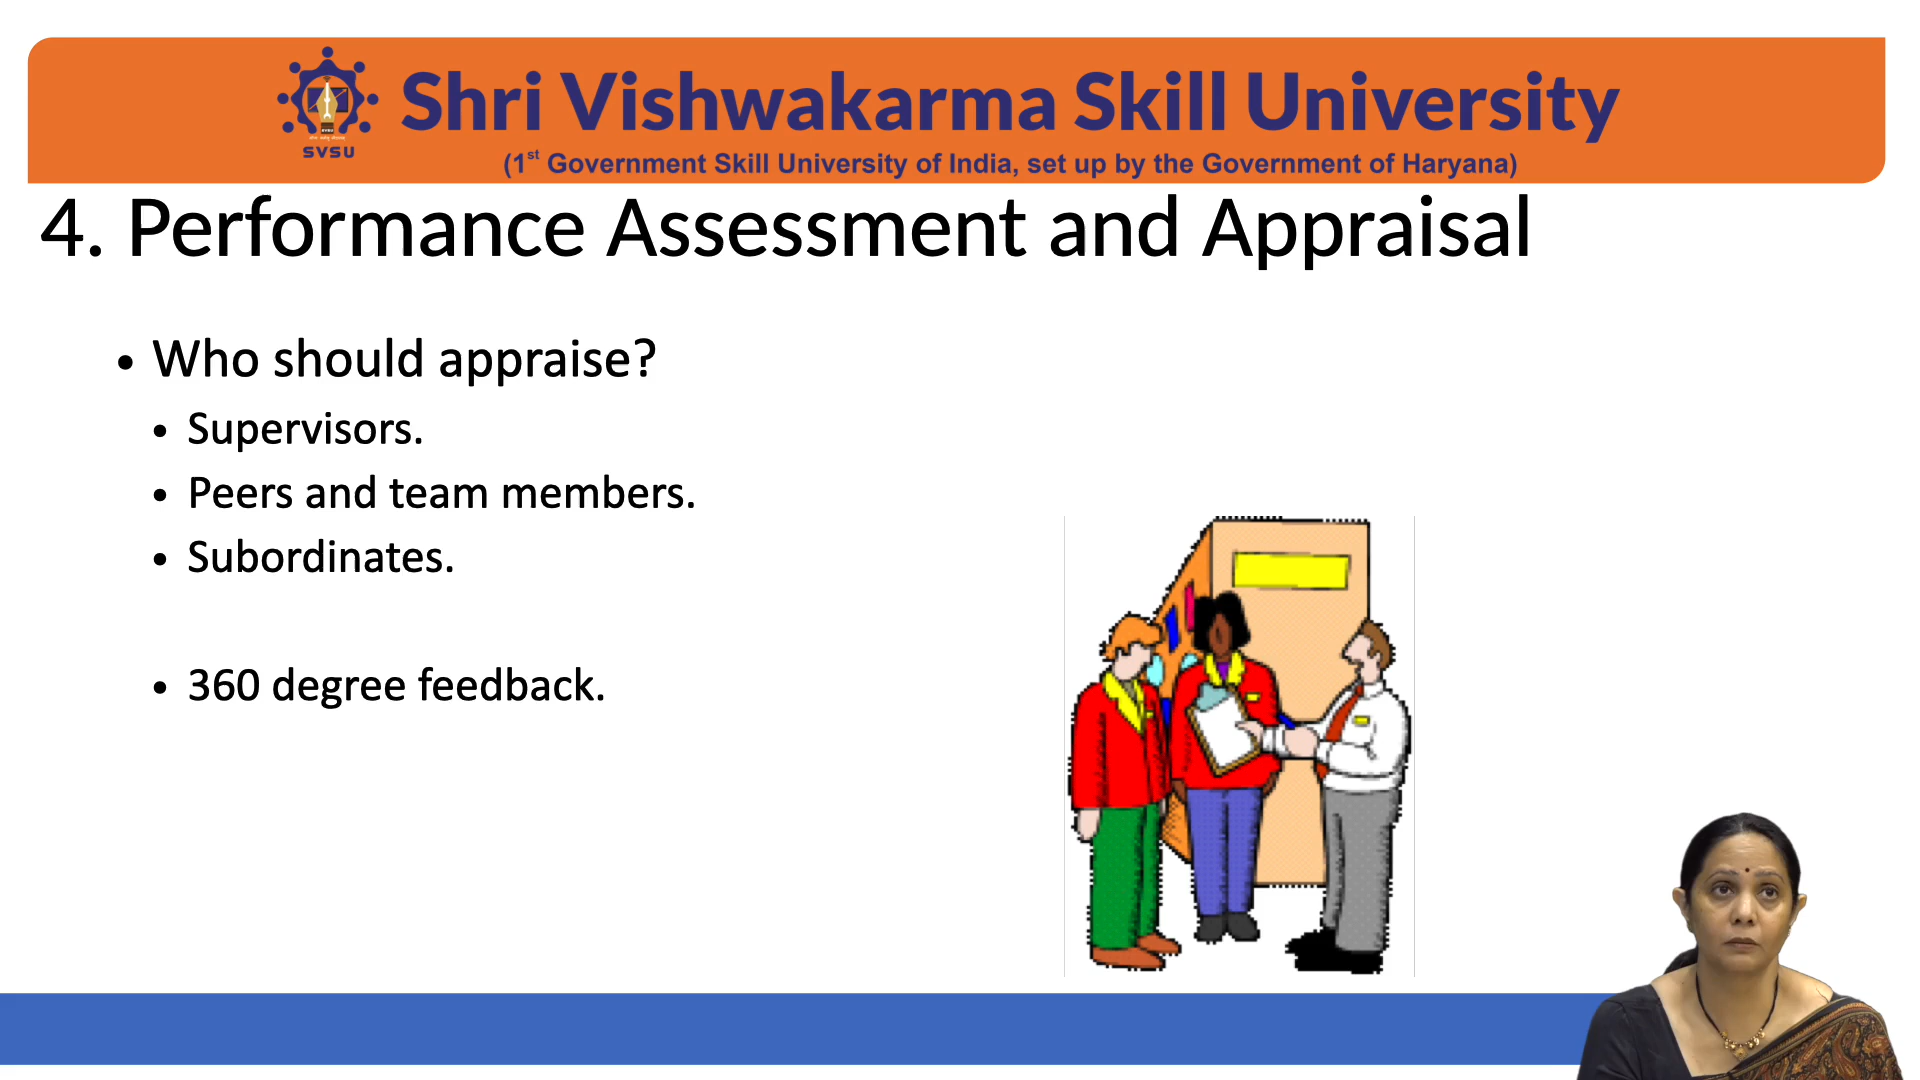 SVSU
Shri Vishwakarma Skill University
(1st Government Skill University of India, set up by the Government of Haryana)
4. Performance Assessment and Appraisal
• Who should appraise?
• Supervisors.
• Peers and team members.
• Subordinates.
• 360 degree feedback.